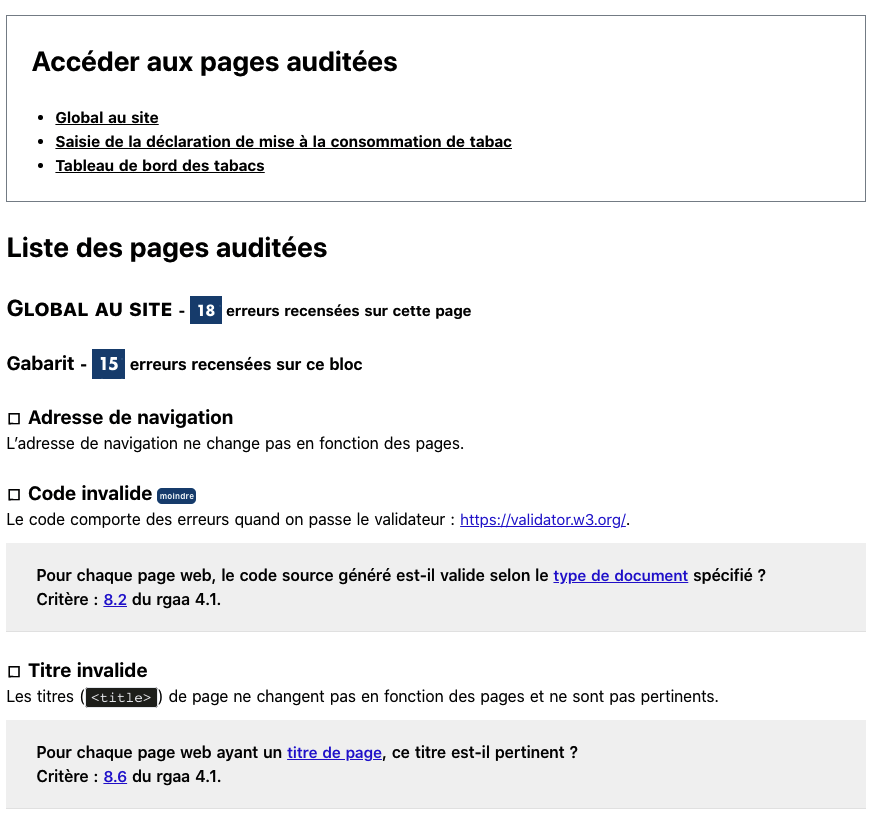 Accéder aux pages auditées
• Global au site
• Saisie de la déclaration de mise à la consommation de tabac
• Tableau de bord des tabacs
Liste des pages auditées
GLOBAL AU SITE - 18 erreurs recensées sur cette page
Gabarit - 15 erreurs recensées sur ce bloc
☐ Adresse de navigation
L’adresse de navigation ne change pas en fonction des pages.
☐ Code invalide moindre
Le code comporte des erreurs quand on passe le validateur : https://validator.w3.org/.
Pour chaque page web, le code source généré est-il valide selon le type de document spécifié ?
Critère : 8.2 du rgaa 4.1.
☐ Titre invalide
Les titres (<title>) de page ne changent pas en fonction des pages et ne sont pas pertinents.
Pour chaque page web ayant un titre de page, ce titre est-il pertinent ?
Critère : 8.6 du rgaa 4.1.